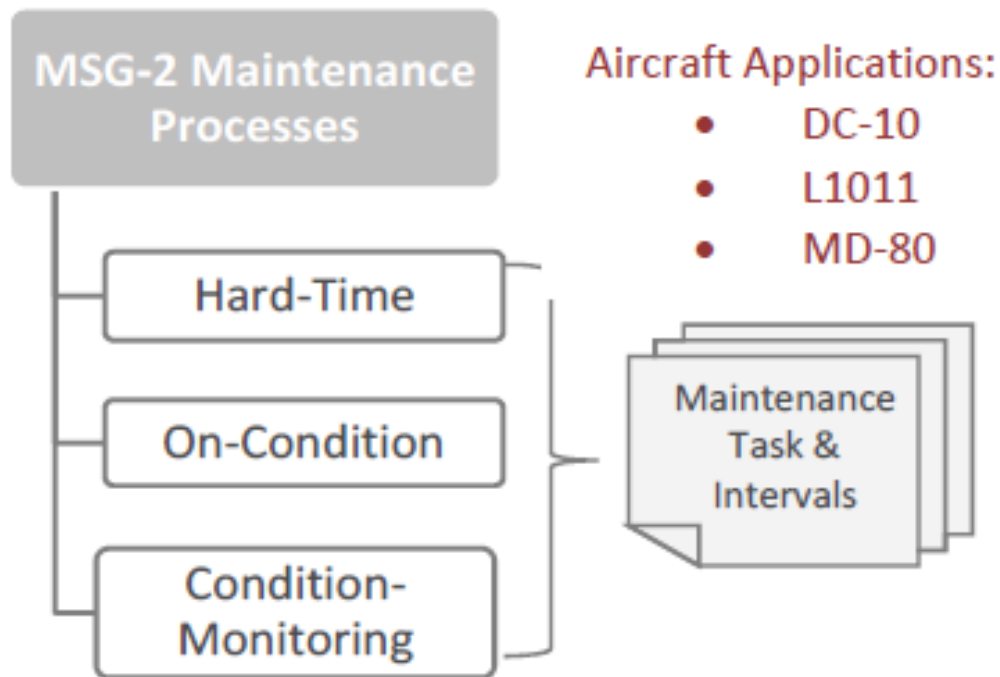 MSG-2 Maintenance
Processes
Aircraft Applications:
• DC-10
• L1011
• MD-80
Hard-Time
On-Condition
Condition-
Monitoring
Maintenance
Task &
Intervals